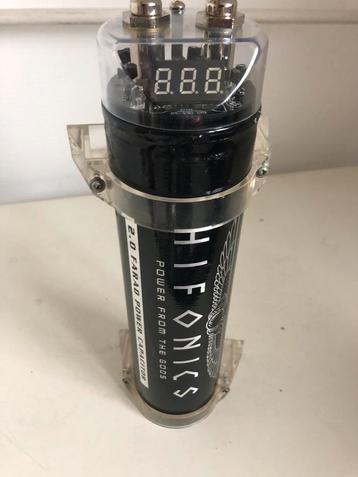 HIFONICS
POWER FROM THE GODS
2.0 FARAD POWER CAPACITOR